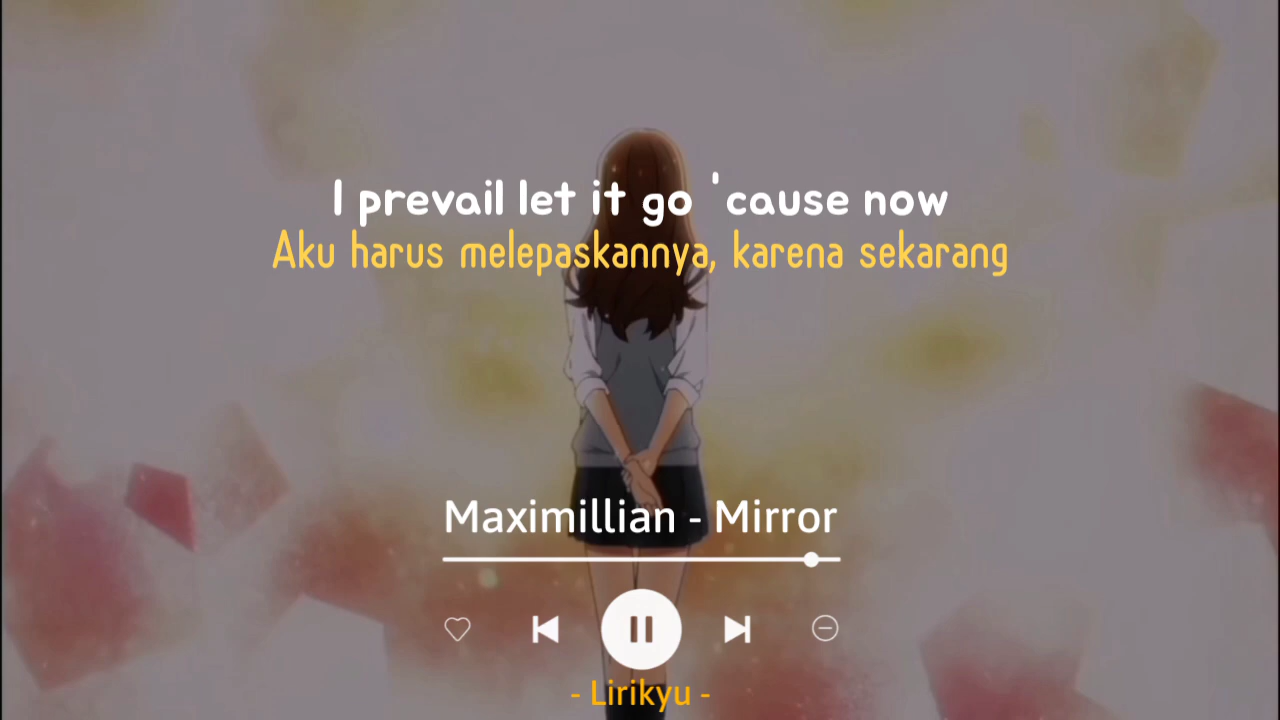 I prevail let it go 'cause now
Aku harus melepaskannya, karena sekarang
Maximillian - Mirror
- Lirikyu -